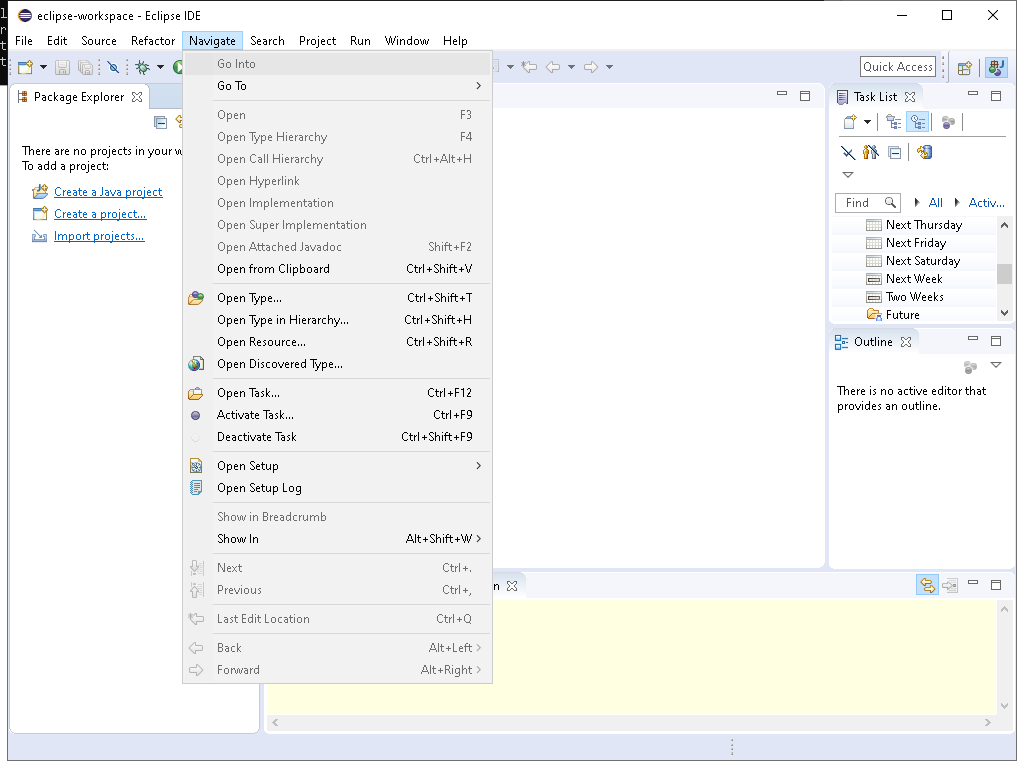 eclipse-workspace - Eclipse IDE
File Edit Source Refactor Navigate Search Project Run Window Help
Quick Access
Package Explorer
There are no projects in your
To add a project:
Create a Java project
Create a project...
Import projects...
Go Into
Go To
Open F3
Open Type Hierarchy F4
Open Call Hierarchy Ctrl+Alt+H
Open Hyperlink
Open Implementation
Open Super Implementation
Open Attached Javadoc Shift+F2
Open from Clipboard Ctrl+Shift+V
Open Type... Ctrl+Shift+T
Open Type in Hierarchy... Ctrl+Shift+H
Open Resource... Ctrl+Shift+R
Open Discovered Type...
Open Task... Ctrl+F12
Activate Task... Ctrl+F9
Deactivate Task Ctrl+Shift+F9
Open Setup
Open Setup Log
Show in Breadcrumb
Show In Alt+Shift+W
Next Ctrl+.
Previous Ctrl+,
Last Edit Location Ctrl+Q
Back Alt+Left
Forward Alt+Right
Task List
Find All Activ...
Next Thursday
Next Friday
Next Saturday
Next Week
Two Weeks
Future
Outline
There is no active editor that
provides an outline.